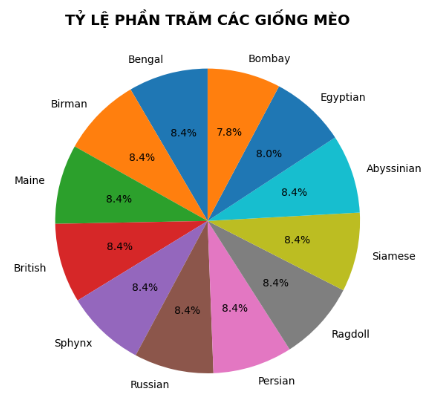 TỶ LỆ PHẦN TRĂM CÁC GIỐNG MÈO
Bengal
Bombay
Birman
Egyptian
8.4%
7.8%
8.4%
8.0%
Maine
Abyssinian
8.4%
8.4%
British
Siamese
8.4%
8.4%
Sphynx
Ragdoll
8.4%
8.4%
8.4%
8.4%
Russian
Persian